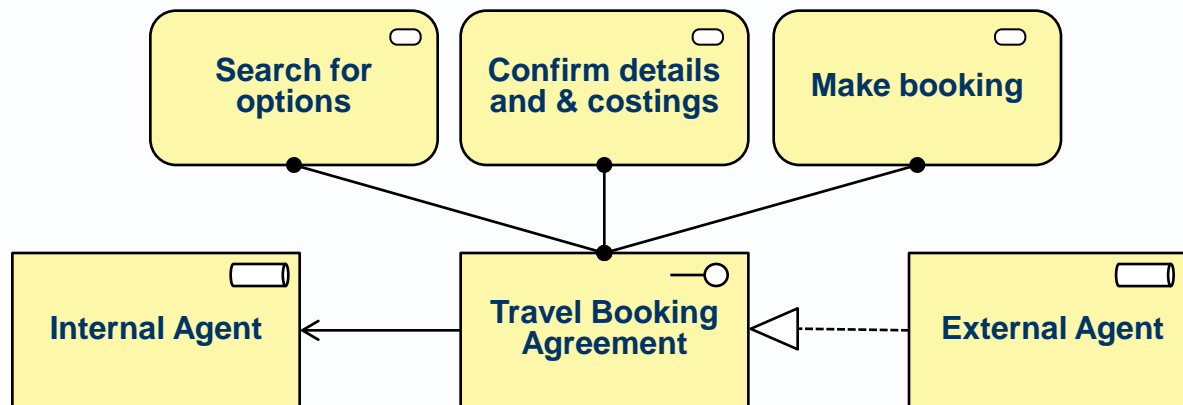 Search for
options
Confirm details
and & costings
Make booking
Internal Agent
Travel Booking
Agreement
External Agent